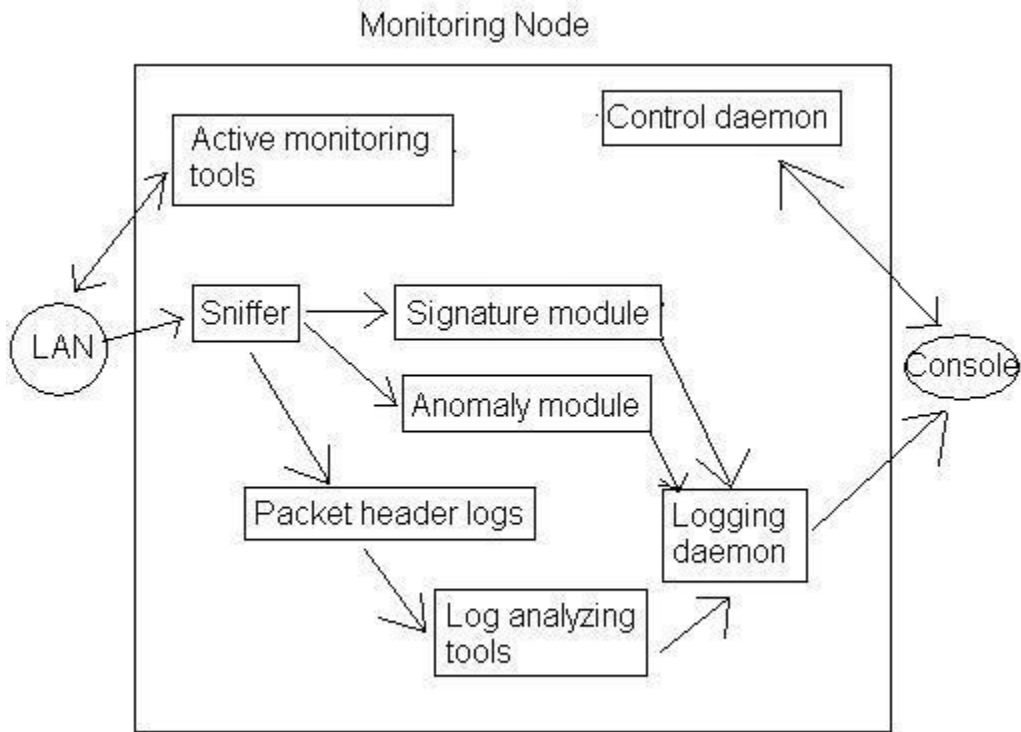 Monitoring Node
Active monitoring
tools
Control daemon
LAN
Sniffer
Signature module
Console
Anomaly module
Packet header logs
Logging
daemon
Log analyzing
tools